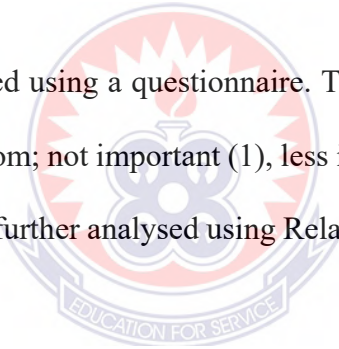 ed using a questionnaire. T
om; not important (1), less i
further analysed using Rela
EDUCATION FOR SERVICE